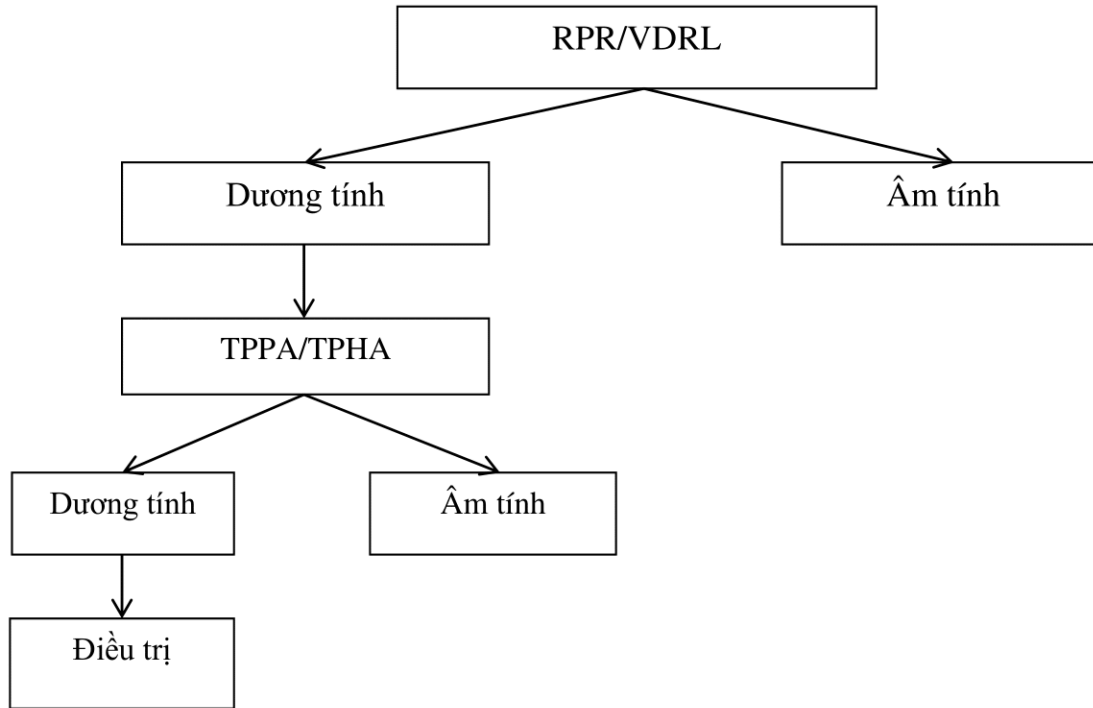 RPR/VDRL
Dương tính
Âm tính
TPPA/TPHA
Dương tính
Âm tính
Điều trị